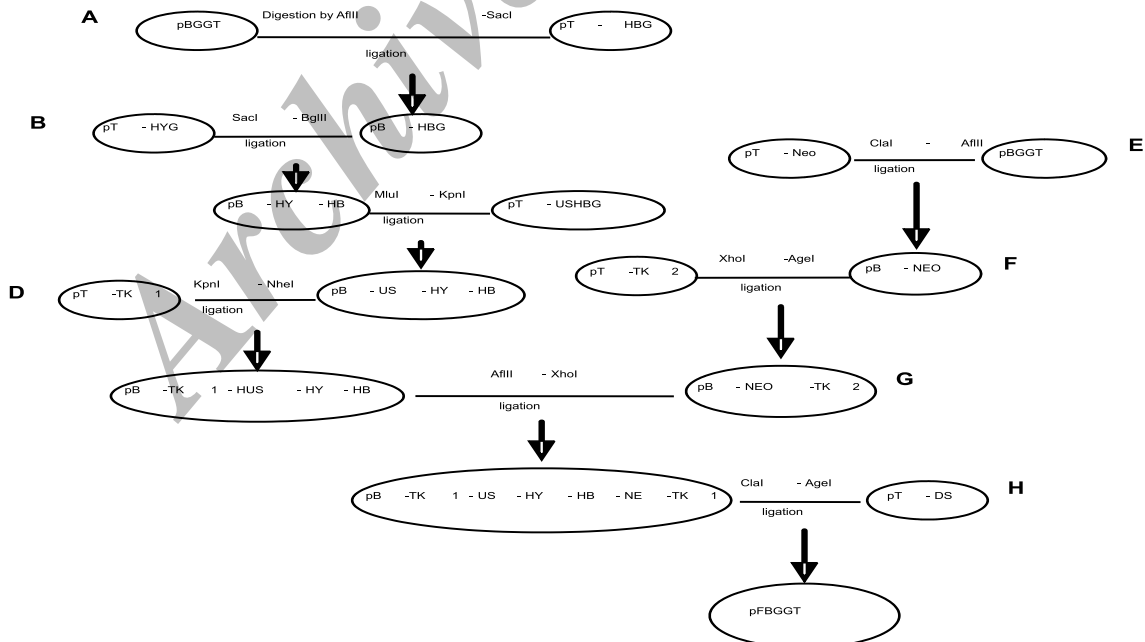 A
pBGGT
Digestion by AflII -SacI
ligation
pT - HBG
B
pT - HYG
SacI - BglII
ligation
pB - HBG
E
pT - Neo
ClaI - AflII
ligation
pBGGT
pB - HY - HB
MluI - KpnI
ligation
pT - USHBG
F
pT -TK 2
XhoI -AgeI
ligation
pB - NEO
D
pT -TK 1
KpnI - NheI
ligation
pB - US - HY - HB
G
pB -TK 1 - HUS - HY - HB
AflII - XhoI
ligation
pB - NEO -TK 2
H
pB -TK 1 - US - HY - HB - NE -TK 1
ClaI - AgeI
ligation
pT - DS
pFBGGT
Archive